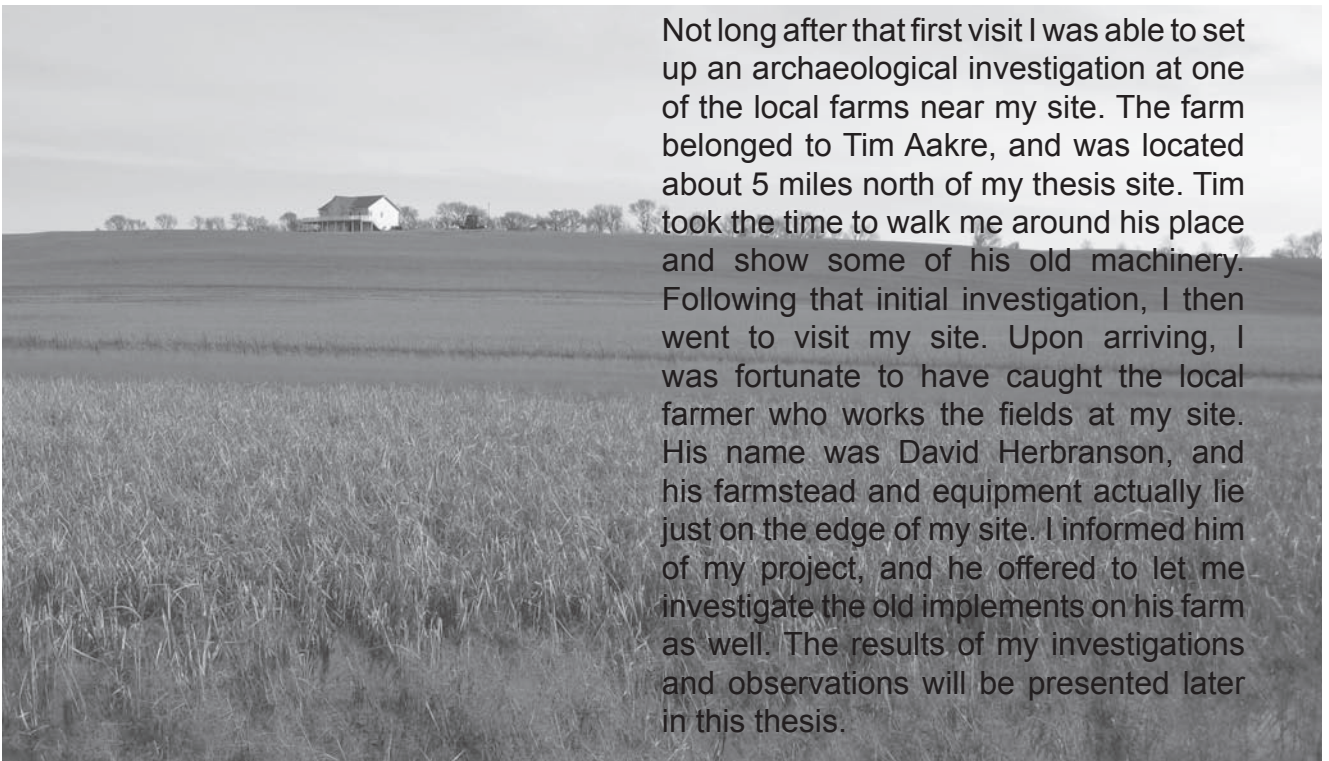 Not long after that first visit I was able to set
up an archaeological investigation at one
of the local farms near my site. The farm
belonged to Tim Aakre, and was located
about 5 miles north of my thesis site. Tim
took the time to walk me around his place
and show some of his old machinery.
Following that initial investigation, I then
went to visit my site. Upon arriving, I
was fortunate to have caught the local
farmer who works the fields at my site.
His name was David Herbranson, and
his farmstead and equipment actually lie
just on the edge of my site. I informed him
of my project, and he offered to let me
investigate the old implements on his farm
as well. The results of my investigations
and observations will be presented later
in this thesis.